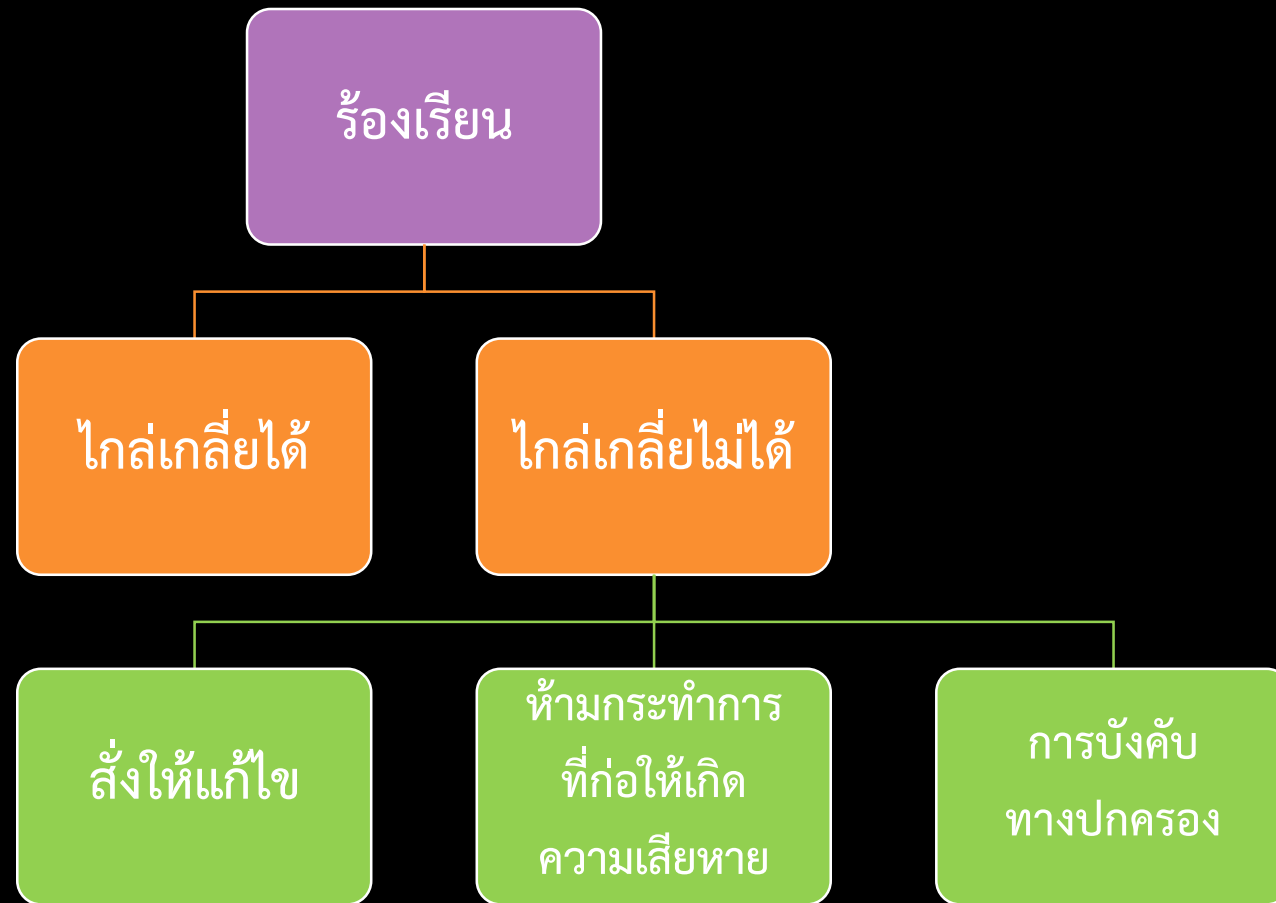 ร้องเรียน
ไกล่เกลี่ยได้
ไกล่เกลี่ยไม่ได้
สั่งให้แก้ไข
ห้ามกระทำการ
ที่ก่อให้เกิด
ความเสียหาย
การบังคับ
ทางปกครอง